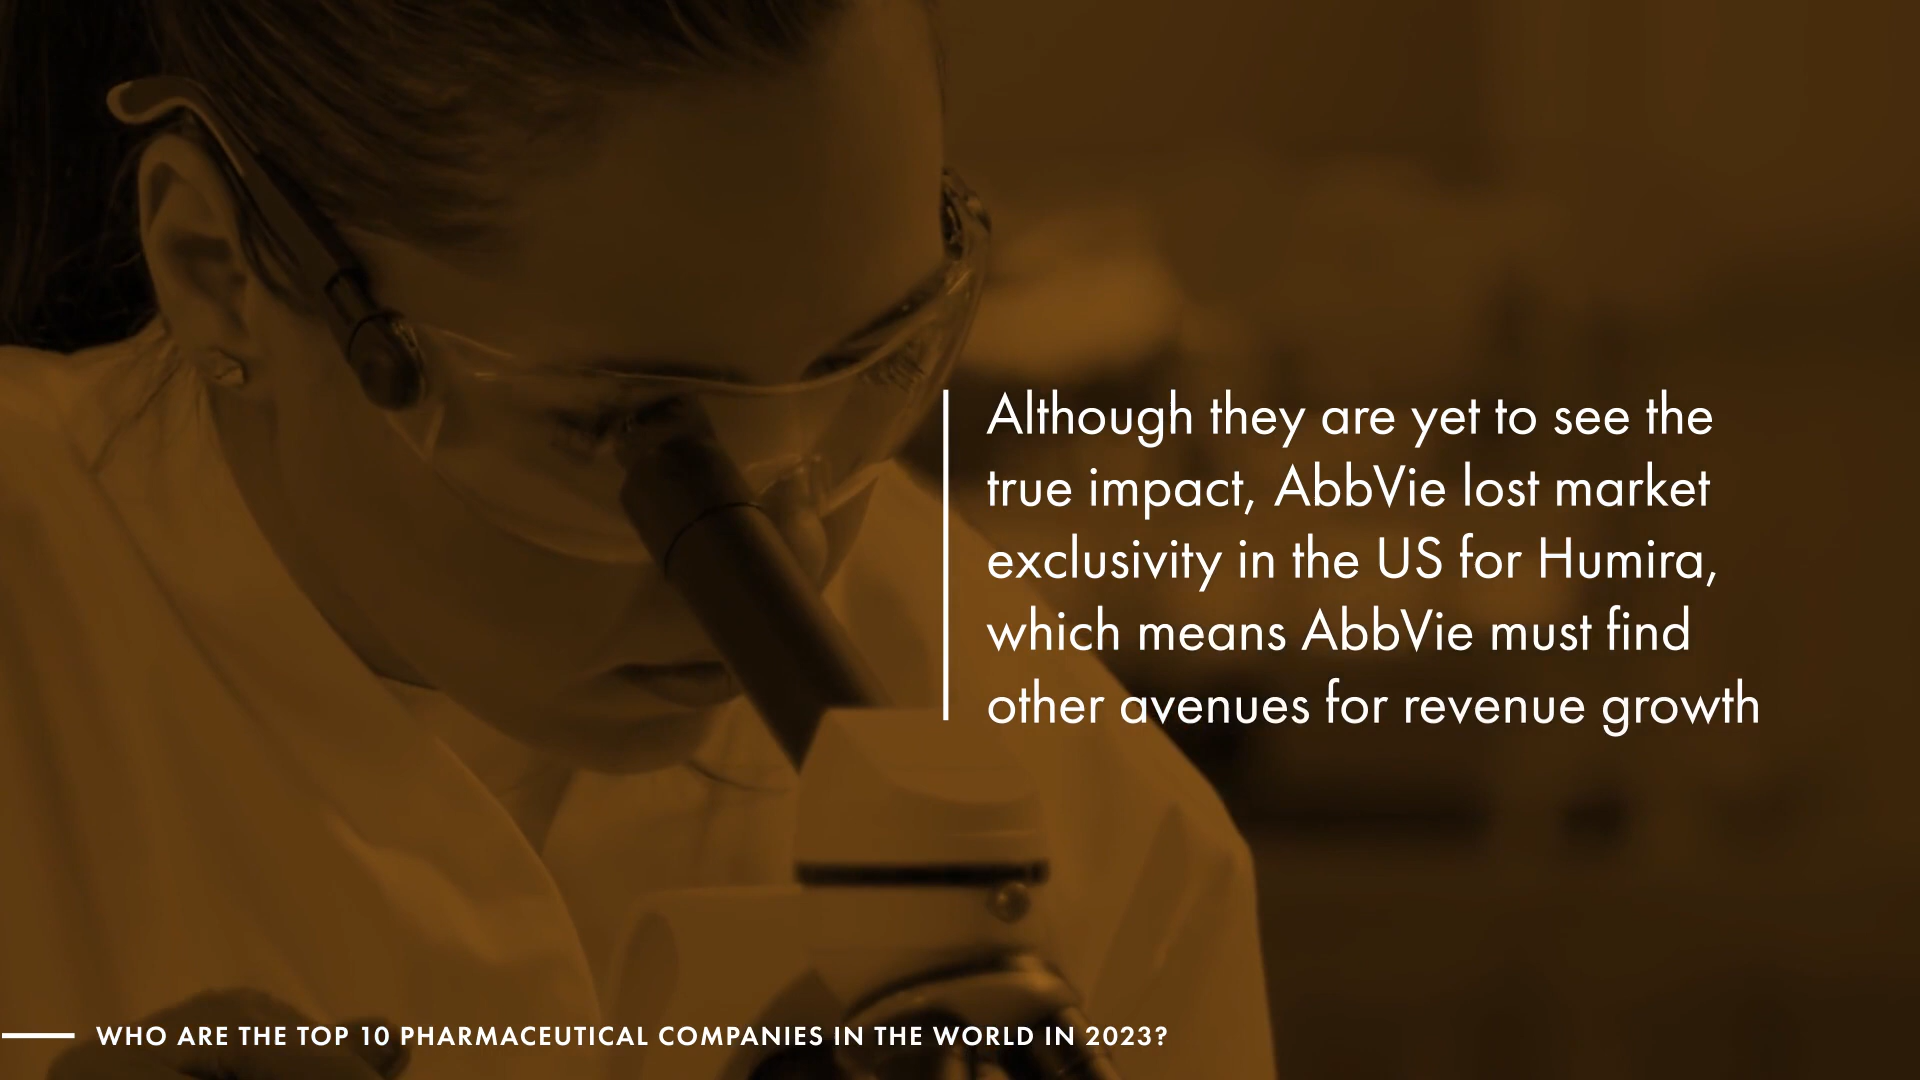 Although they are yet to see the
true impact, AbbVie lost market
exclusivity in the US for Humira,
which means AbbVie must find
other avenues for revenue growth
WHO ARE THE TOP 10 PHARMACEUTICAL COMPANIES IN THE WORLD IN 2023?